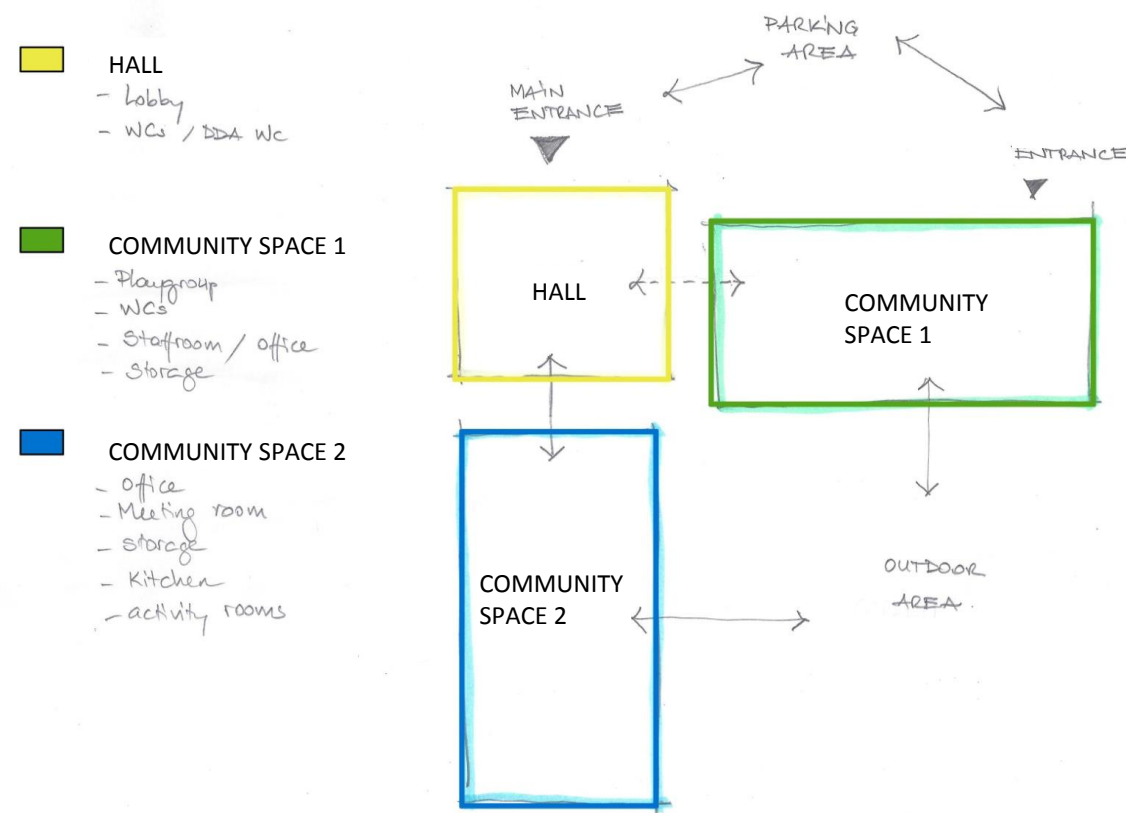 HALL
- Lobby
- WCs / DDA WC
COMMUNITY SPACE 1
- Playgroup
- WCs
- Staffroom / office
- Storage
COMMUNITY SPACE 2
- Office
- Meeting room
- Storage
- Kitchen
- activity rooms
PARKING
AREA
MAIN
ENTRANCE
ENTRANCE
HALL
COMMUNITY
SPACE 1
COMMUNITY
SPACE 2
OUTDOOR
AREA.